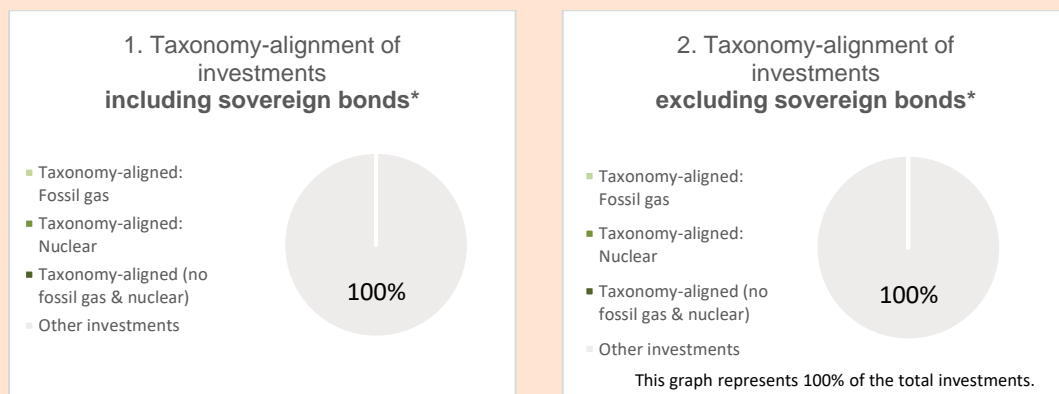 1. Taxonomy-alignment of
investments
including sovereign bonds*
Taxonomy-aligned:
Fossil gas
Taxonomy-aligned:
Nuclear
Taxonomy-aligned (no
fossil gas & nuclear)
Other investments
100%
2. Taxonomy-alignment of
investments
excluding sovereign bonds*
Taxonomy-aligned:
Fossil gas
Taxonomy-aligned:
Nuclear
Taxonomy-aligned (no
fossil gas & nuclear)
Other investments
100%
This graph represents 100% of the total investments.